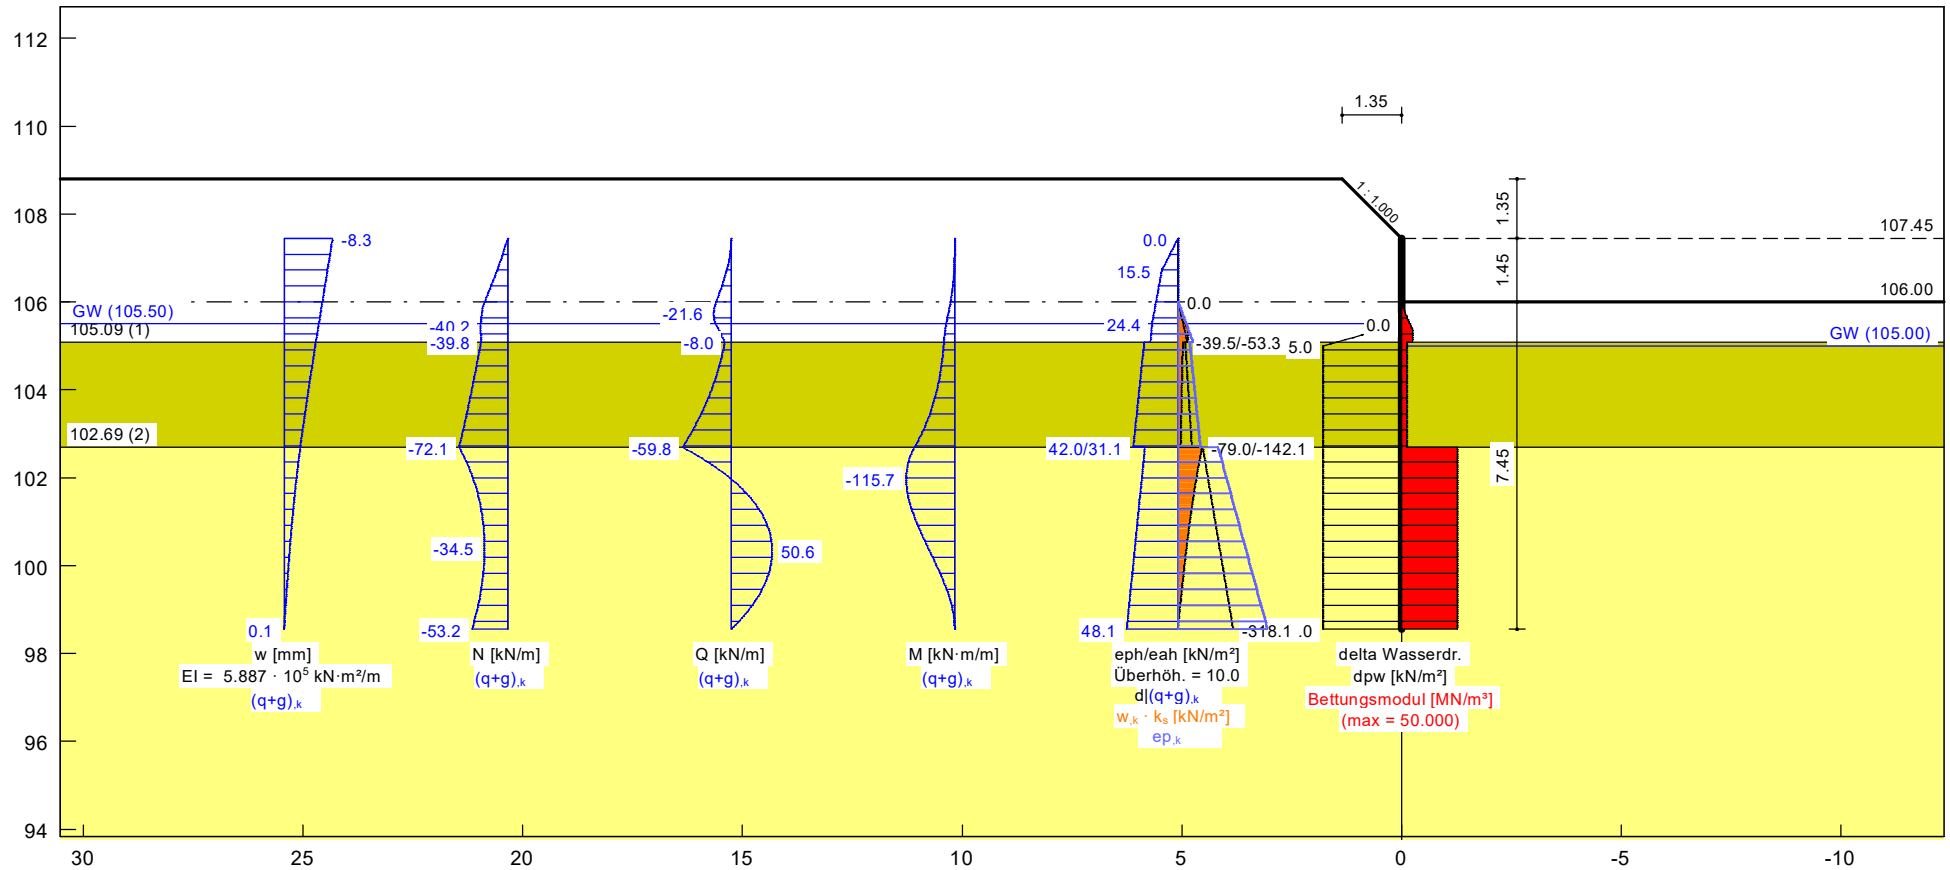 112
110
108
106
104
102
100
98
96
94
30
25
20
15
10
5
0
-5
-10
1.35
1 : 1.000
1.35
1.45
7.45
107.45
106.00
GW (105.50)
105.09 (1)
102.69 (2)
GW (105.00)
-8.3
0.1
w [mm]
EI = 5.887 · 10⁵ kN·m²/m
(q+g),k
-40.2
-39.8
-72.1
-34.5
-53.2
N [kN/m]
(q+g),k
-21.6
-8.0
-59.8
50.6
Q [kN/m]
(q+g),k
-115.7
M [kN·m/m]
(q+g),k
0.0
15.5
24.4
42.0/31.1
48.1
0.0
-39.5/-53.3
-79.0/-142.1
-318.1
eph/eah [kN/m²]
Überhöh. = 10.0
d|(q+g),k
w,k · ks [kN/m²]
ep,k
0.0
5.0
.0
delta Wasserdr.
dpw [kN/m²]
Bettungsmodul [MN/m³]
(max = 50.000)